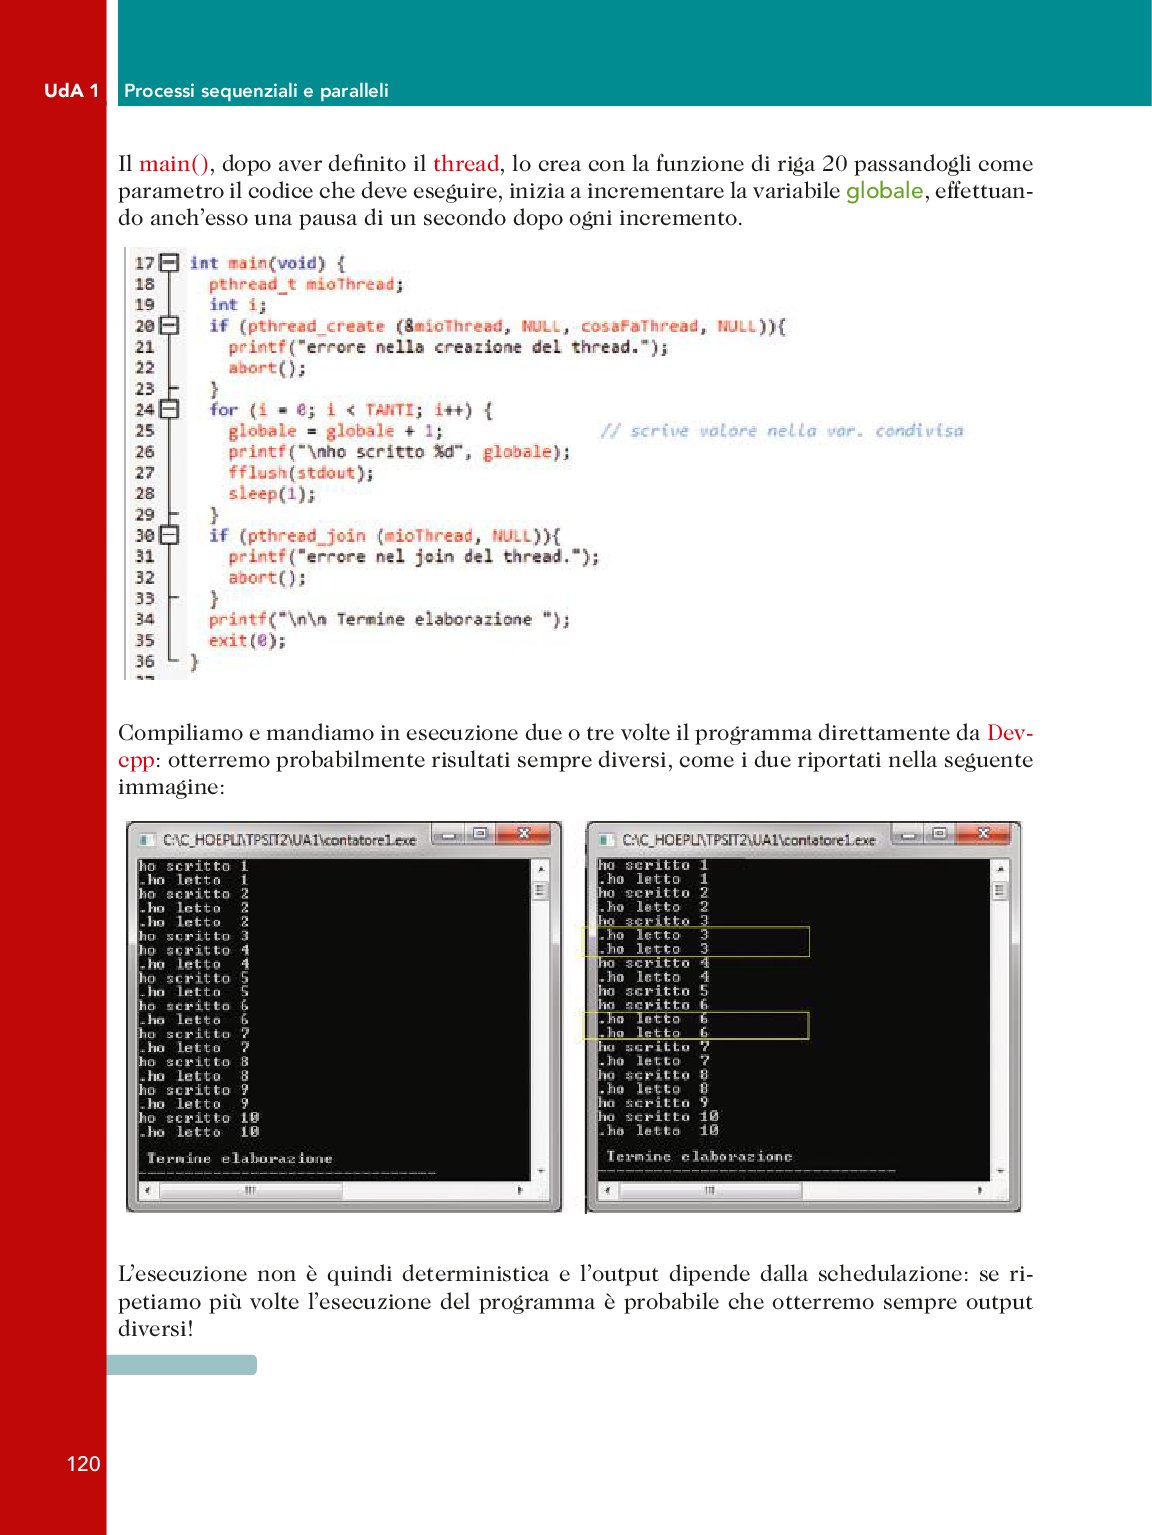 UdA 1 Processi sequenziali e paralleli
Il main(), dopo aver definito il thread, lo crea con la funzione di riga 20 passandogli come
parametro il codice che deve eseguire, inizia a incrementare la variabile globale, effettuan-
do anch’esso una pausa di un secondo dopo ogni incremento.
17 int main(void) {
18 pthread_t mioThread;
19 int i;
20 if (pthread_create (&mioThread, NULL, cosaFaThread, NULL)){
21 printf("errore nella creazione del thread.");
22 abort();
23 }
24 for (i = 0; i < TANTI; i++) {
25 globale = globale + 1; // scrive valore nella var. condivisa
26 printf("\nho scritto %d", globale);
27 fflush(stdout);
28 sleep(1);
29 }
30 if (pthread_join (mioThread, NULL)){
31 printf("errore nel join del thread.");
32 abort();
33 }
34 printf("\n\n Termine elaborazione ");
35 exit(0);
36 }
Compiliamo e mandiamo in esecuzione due o tre volte il programma direttamente da Dev-
cpp: otterremo probabilmente risultati sempre diversi, come i due riportati nella seguente
immagine:
C:\C_HOEPLI\TPSIT2\UA1\contatore1.exe
ho scritto 1
.ho letto 1
ho scritto 2
.ho letto 2
.ho letto 2
ho scritto 3
ho scritto 4
.ho letto 4
ho scritto 5
.ho letto 5
ho scritto 6
.ho letto 6
ho scritto 7
.ho letto 7
ho scritto 8
.ho letto 8
ho scritto 9
.ho letto 9
ho scritto 10
.ho letto 10
Termine elaborazione
--------------------------------
C:\C_HOEPLI\TPSIT2\UA1\contatore1.exe
ho scritto 1
.ho letto 1
ho scritto 2
.ho letto 2
ho scritto 3
.ho letto 3
.ho letto 3
ho scritto 4
.ho letto 4
ho scritto 5
ho scritto 6
.ho letto 6
.ho letto 6
ho scritto 7
.ho letto 7
ho scritto 8
.ho letto 8
ho scritto 9
ho scritto 10
.ho letto 10
Termine elaborazione
--------------------------------
L’esecuzione non è quindi deterministica e l’output dipende dalla schedulazione: se ri-
petiamo più volte l’esecuzione del programma è probabile che otterremo sempre output
diversi!
120